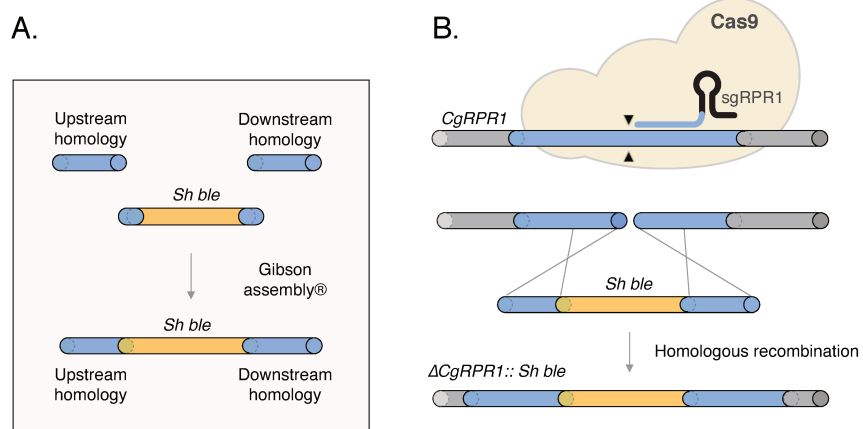 A.
Upstream
homology
Downstream
homology
Sh ble
Gibson
assembly®
Sh ble
Upstream
homology
Downstream
homology
B.
Cas9
sgRPR1
CgRPR1
Sh ble
Homologous recombination
ΔCgRPR1:: Sh ble